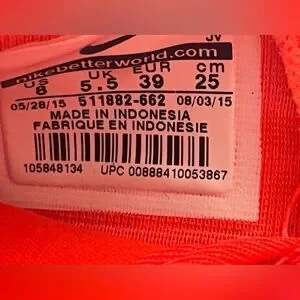 JV
nikebetterworld.com
US UK EUR cm
8 5.5 39 25
05/28/15 511882-662 08/03/15
MADE IN INDONESIA
FABRIQUE EN INDONESIE
105848134 UPC 00888410053867